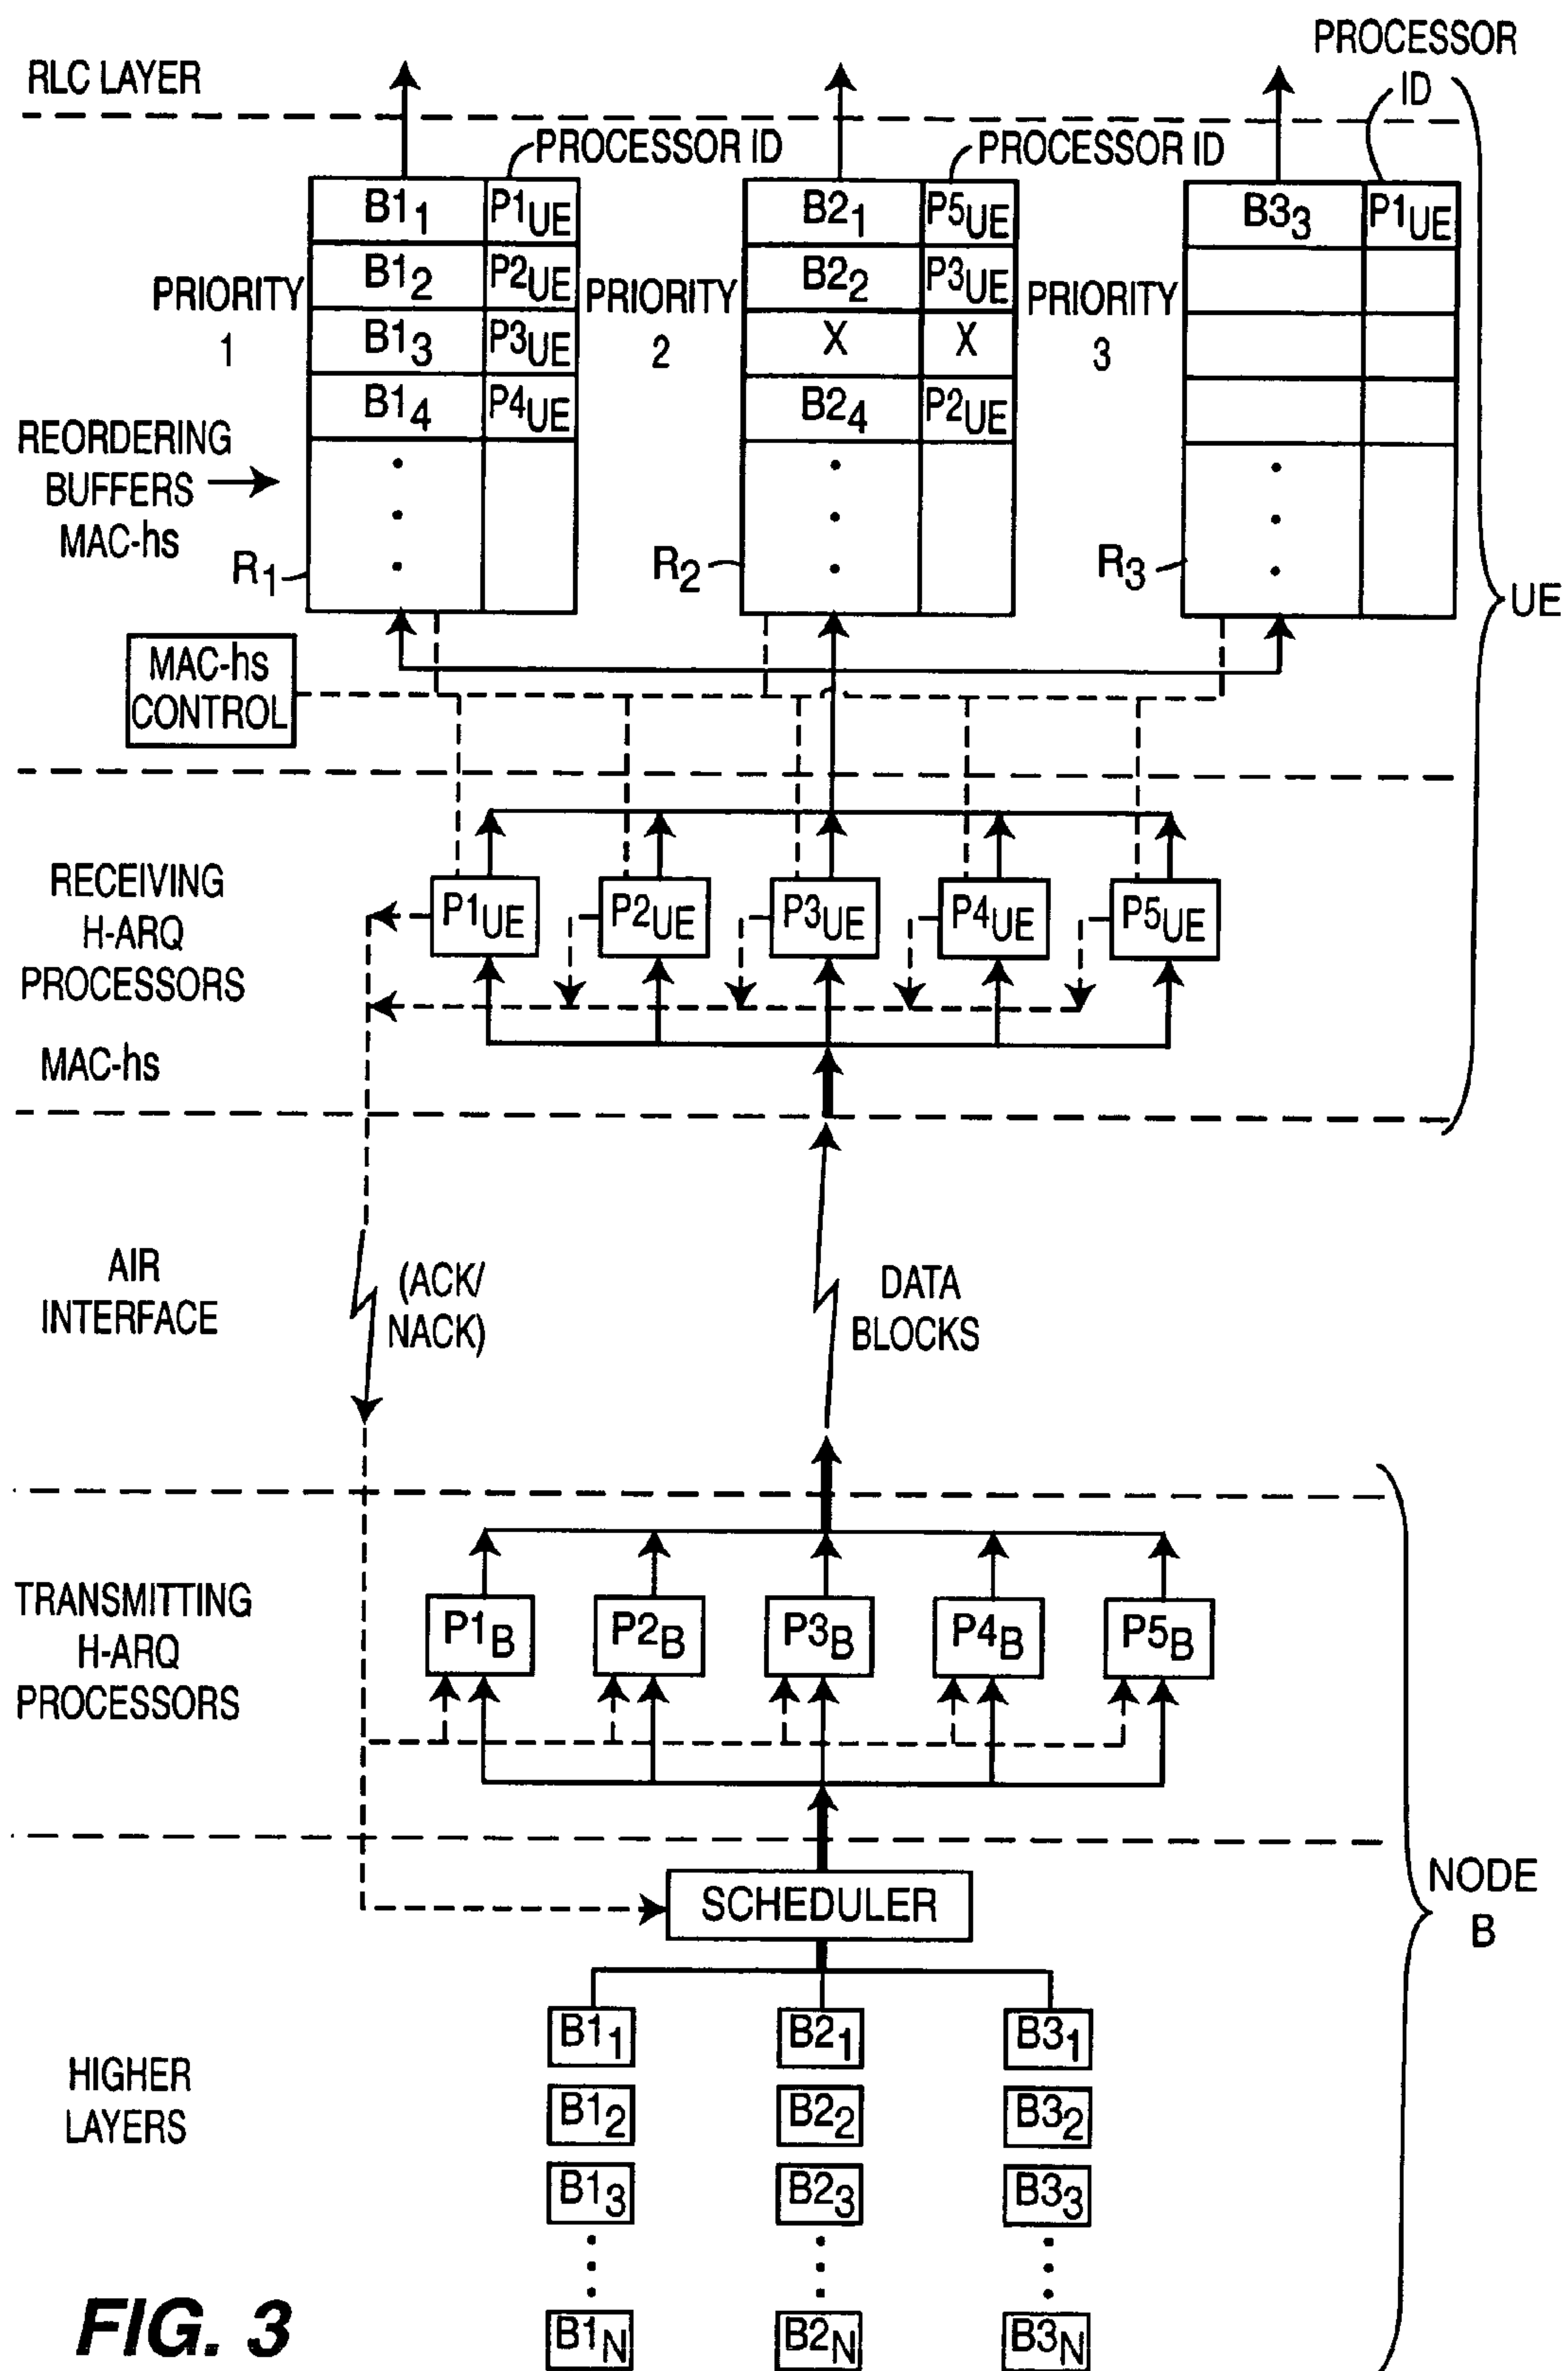 PROCESSOR
ID
RLC LAYER
PROCESSOR ID
PROCESSOR ID
B1₁ P1UE
B1₂ P2UE
B1₃ P3UE
B1₄ P4UE
PRIORITY
1
B2₁ P5UE
B2₂ P3UE
X X
B2₄ P2UE
PRIORITY
2
B3₃ P1UE
PRIORITY
3
REORDERING
BUFFERS
MAC-hs
R₁
R₂
R₃
UE
MAC-hs
CONTROL
RECEIVING
H-ARQ
PROCESSORS
MAC-hs
P1UE
P2UE
P3UE
P4UE
P5UE
AIR
INTERFACE
(ACK/
NACK)
DATA
BLOCKS
TRANSMITTING
H-ARQ
PROCESSORS
P1B
P2B
P3B
P4B
P5B
SCHEDULER
NODE
B
HIGHER
LAYERS
B1₁ B2₁ B3₁
B1₂ B2₂ B3₂
B1₃ B2₃ B3₃
B1N B2N B3N
FIG. 3